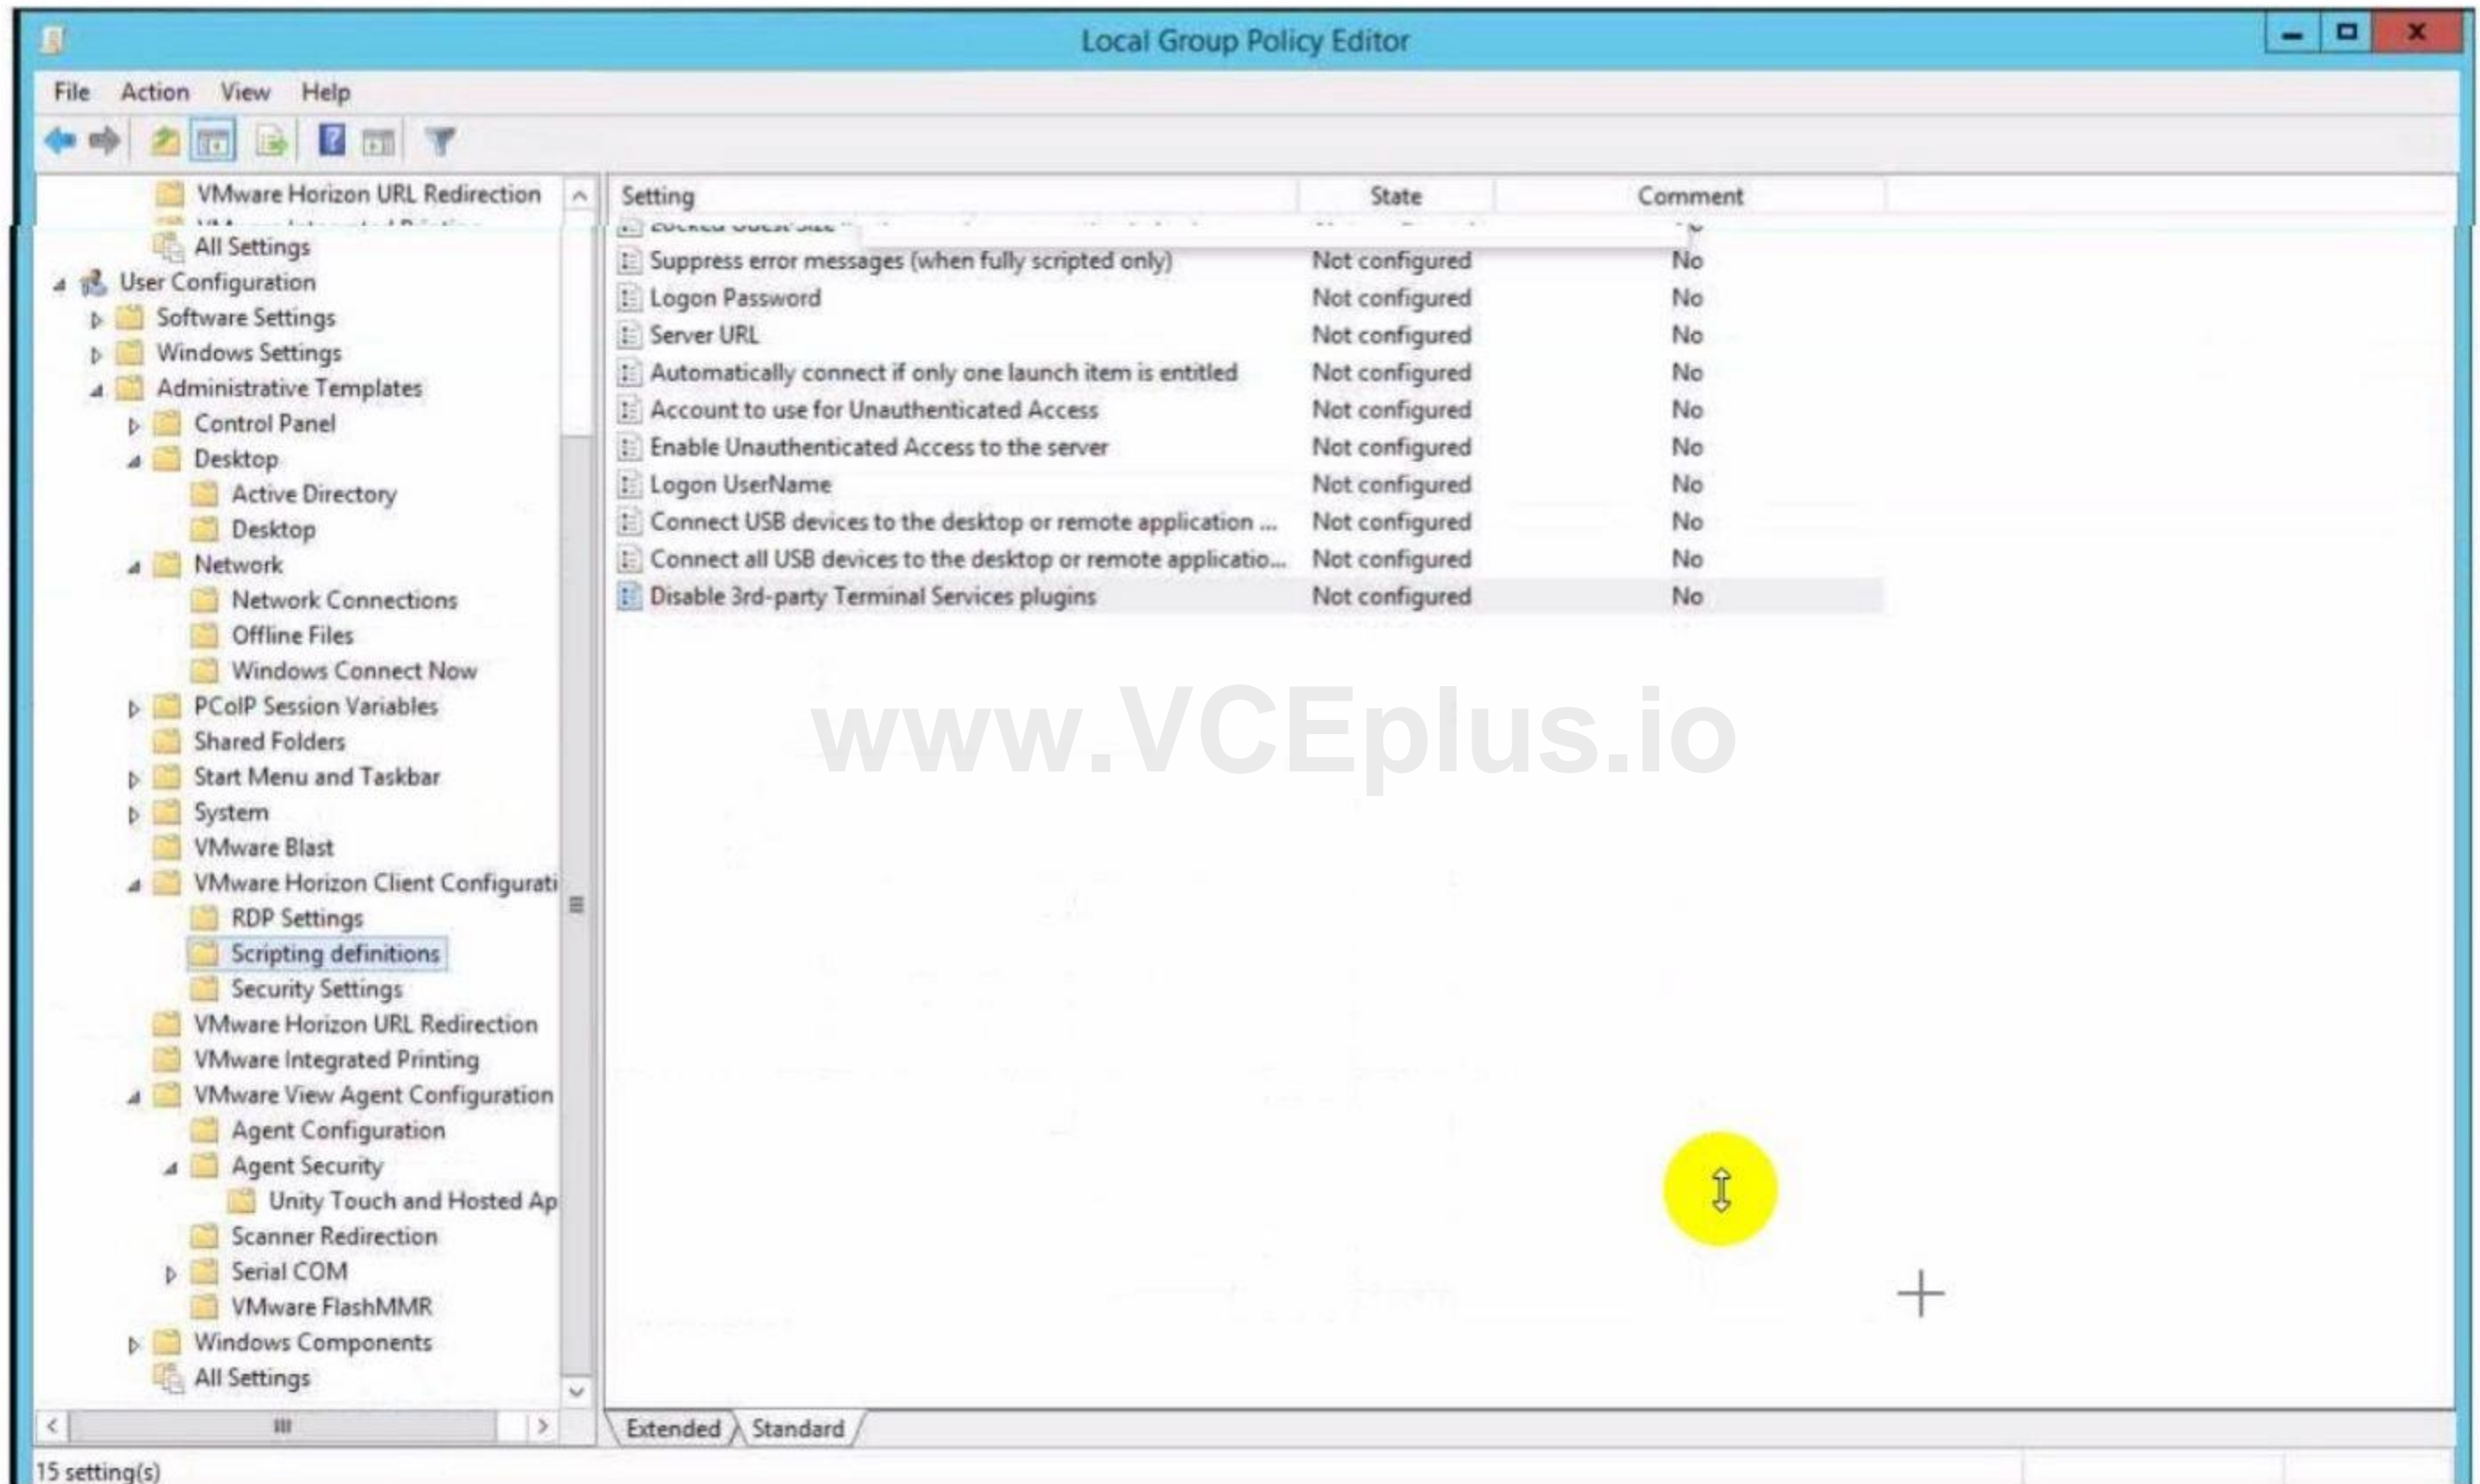 Local Group Policy Editor
File Action View Help
VMware Horizon URL Redirection
All Settings
User Configuration
Software Settings
Windows Settings
Administrative Templates
Control Panel
Desktop
Active Directory
Desktop
Network
Network Connections
Offline Files
Windows Connect Now
PCoIP Session Variables
Shared Folders
Start Menu and Taskbar
System
VMware Blast
VMware Horizon Client Configurati
RDP Settings
Scripting definitions
Security Settings
VMware Horizon URL Redirection
VMware Integrated Printing
VMware View Agent Configuration
Agent Configuration
Agent Security
Unity Touch and Hosted Ap
Scanner Redirection
Serial COM
VMware FlashMMR
Windows Components
All Settings
Setting State Comment
Suppress error messages (when fully scripted only) Not configured No
Logon Password Not configured No
Server URL Not configured No
Automatically connect if only one launch item is entitled Not configured No
Account to use for Unauthenticated Access Not configured No
Enable Unauthenticated Access to the server Not configured No
Logon UserName Not configured No
Connect USB devices to the desktop or remote application ... Not configured No
Connect all USB devices to the desktop or remote applicatio... Not configured No
Disable 3rd-party Terminal Services plugins Not configured No
www.VCEplus.io
Extended Standard
15 setting(s)